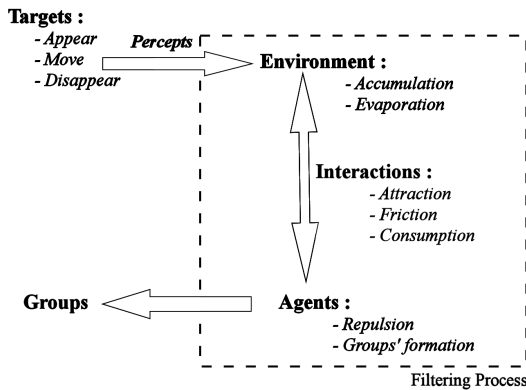 Targets :
- Appear
- Move
- Disappear
Percepts
Environment :
- Accumulation
- Evaporation
Interactions :
- Attraction
- Friction
- Consumption
Groups
Agents :
- Repulsion
- Groups' formation
Filtering Process